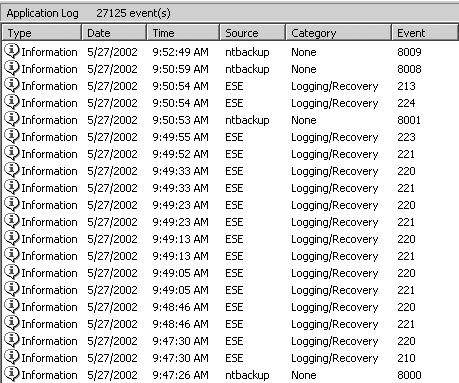 Application Log 27125 event(s)
Type Date Time Source Category Event
Information 5/27/2002 9:52:49 AM ntbackup None 8009
Information 5/27/2002 9:50:59 AM ntbackup None 8008
Information 5/27/2002 9:50:54 AM ESE Logging/Recovery 213
Information 5/27/2002 9:50:54 AM ESE Logging/Recovery 224
Information 5/27/2002 9:50:53 AM ntbackup None 8001
Information 5/27/2002 9:49:55 AM ESE Logging/Recovery 223
Information 5/27/2002 9:49:52 AM ESE Logging/Recovery 221
Information 5/27/2002 9:49:33 AM ESE Logging/Recovery 220
Information 5/27/2002 9:49:33 AM ESE Logging/Recovery 221
Information 5/27/2002 9:49:23 AM ESE Logging/Recovery 220
Information 5/27/2002 9:49:23 AM ESE Logging/Recovery 221
Information 5/27/2002 9:49:13 AM ESE Logging/Recovery 220
Information 5/27/2002 9:49:13 AM ESE Logging/Recovery 221
Information 5/27/2002 9:49:05 AM ESE Logging/Recovery 220
Information 5/27/2002 9:49:05 AM ESE Logging/Recovery 221
Information 5/27/2002 9:48:46 AM ESE Logging/Recovery 220
Information 5/27/2002 9:48:46 AM ESE Logging/Recovery 221
Information 5/27/2002 9:47:30 AM ESE Logging/Recovery 220
Information 5/27/2002 9:47:30 AM ESE Logging/Recovery 210
Information 5/27/2002 9:47:26 AM ntbackup None 8000